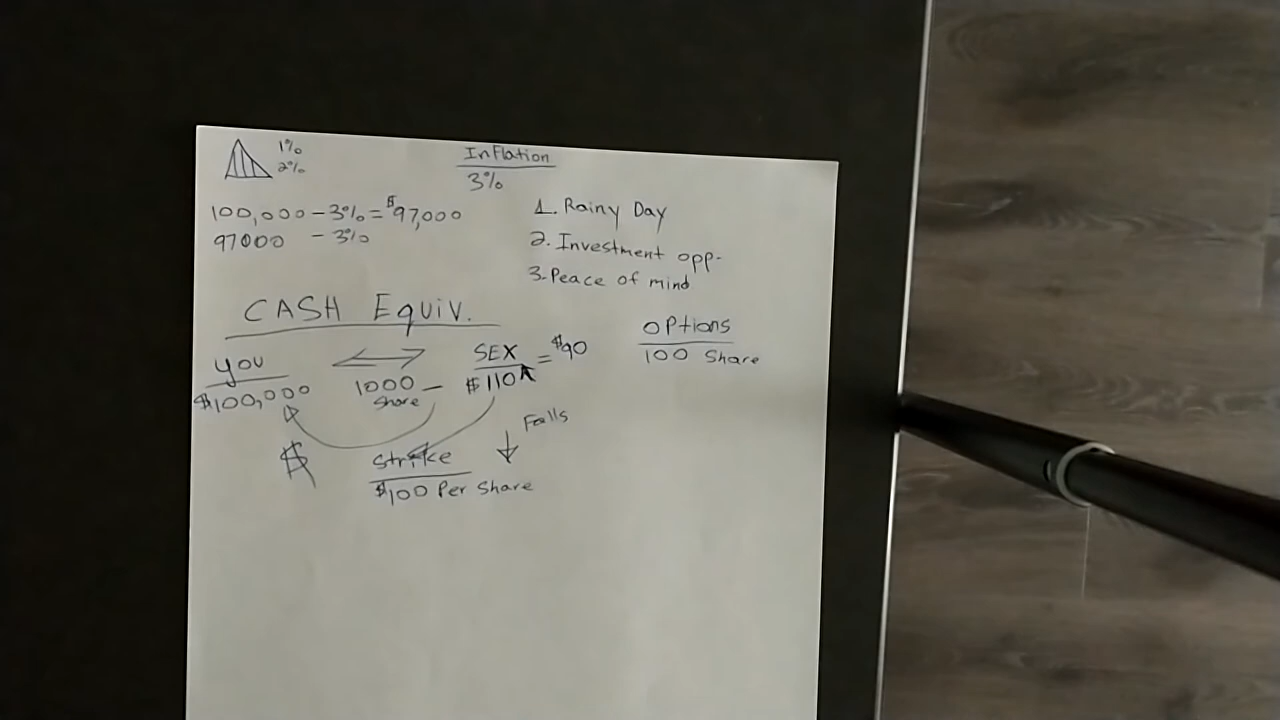 1%
2%
Inflation
3%
100,000 - 3% = $97,000
97000 - 3%
1. Rainy Day
2. Investment opp.
3. Peace of mind
CASH Equiv.
you
$100,000
1000
share
SEX = $90
$110
options
100 Share
Falls
$
Strike
$100 Per Share